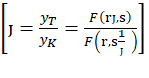 [J = y_T/y_K = F(rJ,s)/F(r,s 1/J)]